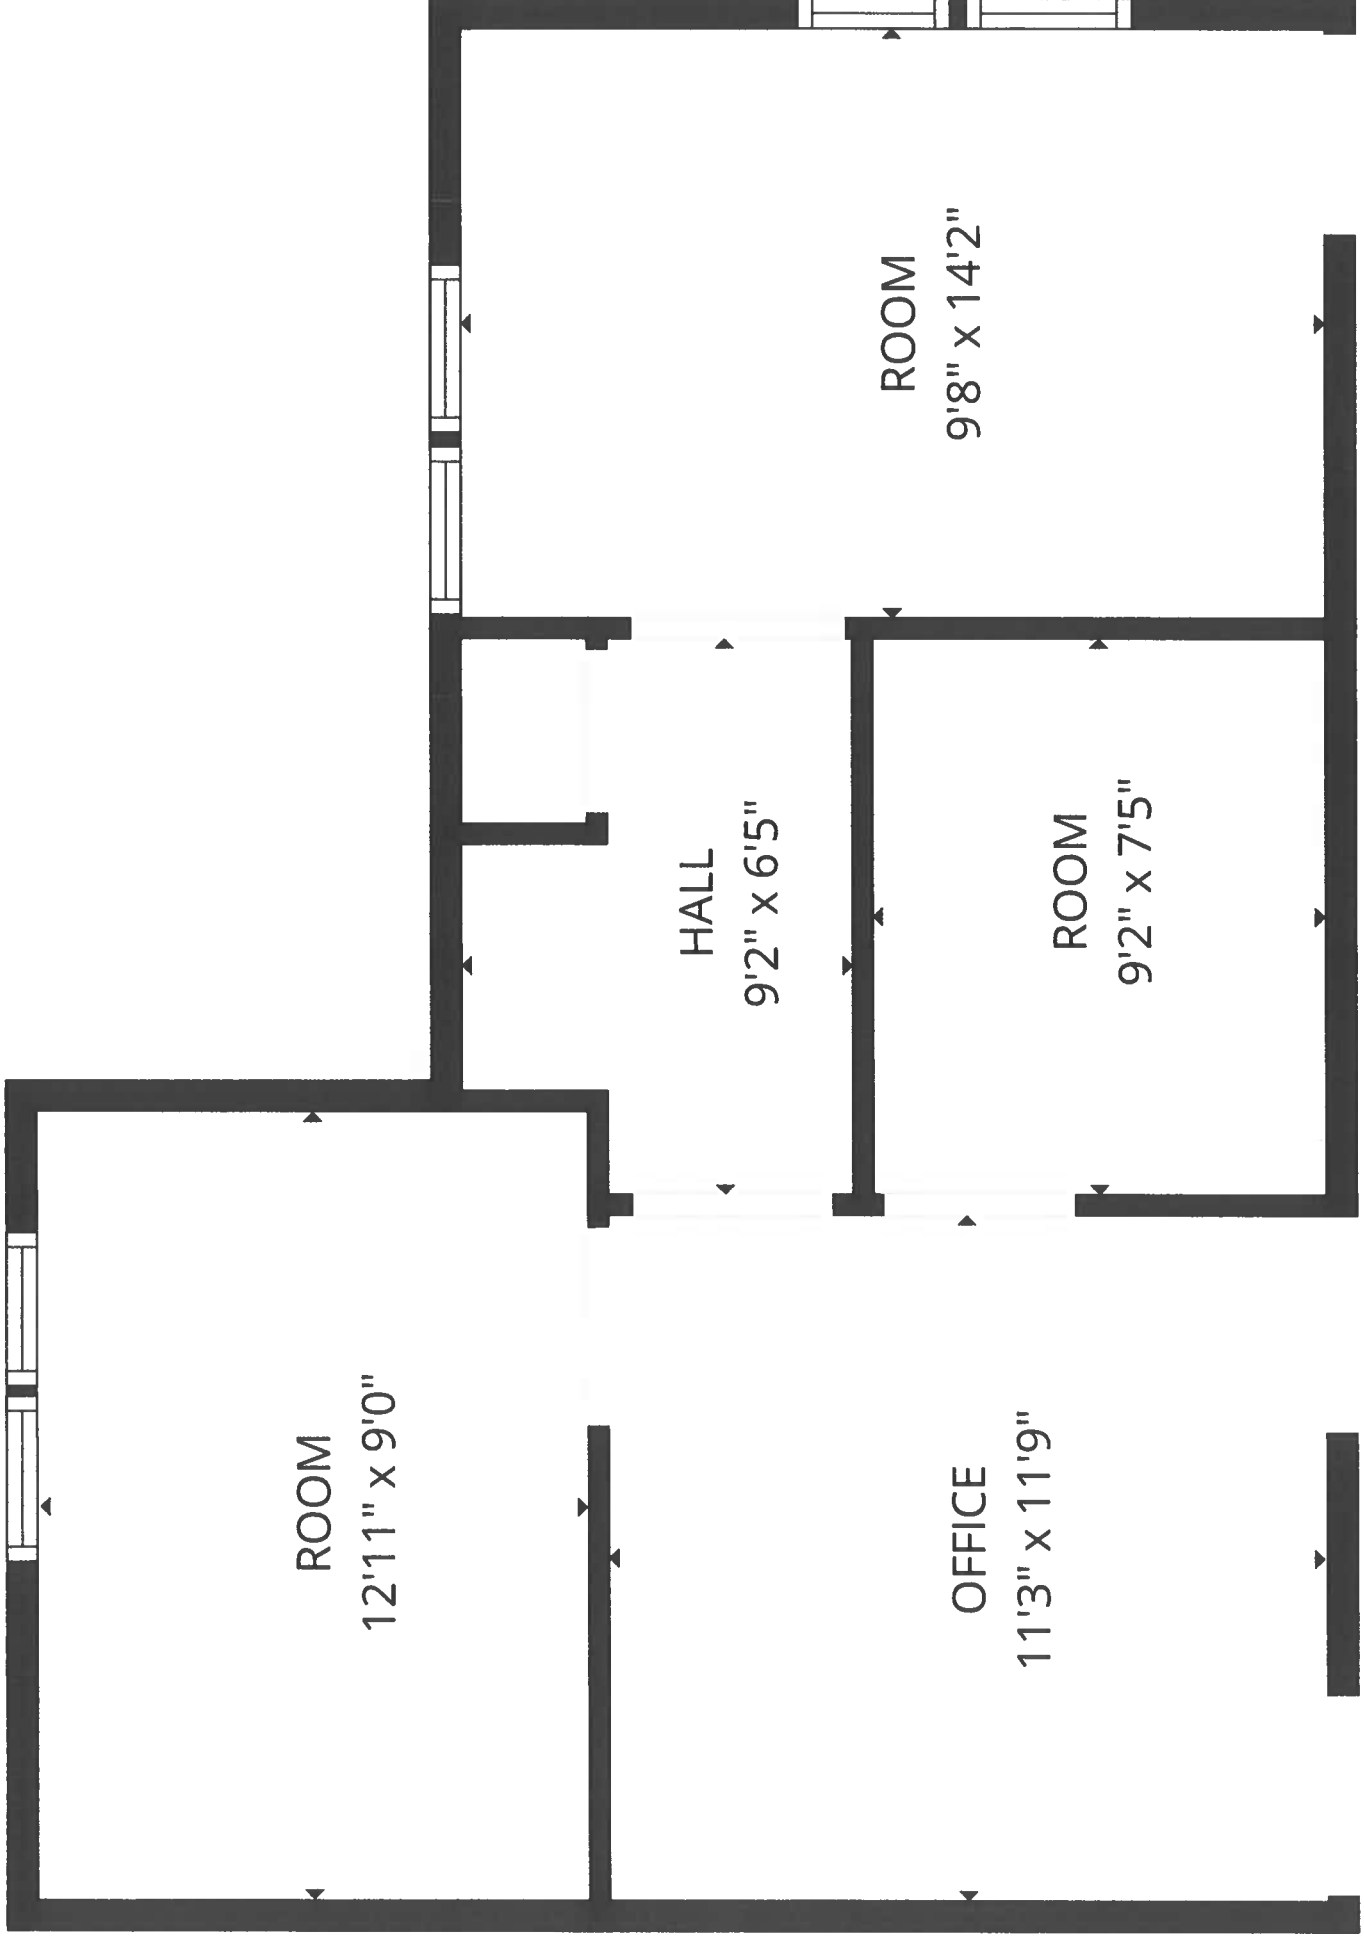 ROOM
12'11" x 9'0"
HALL
9'2" x 6'5"
ROOM
9'8" x 14'2"
OFFICE
11'3" x 11'9"
ROOM
9'2" x 7'5"